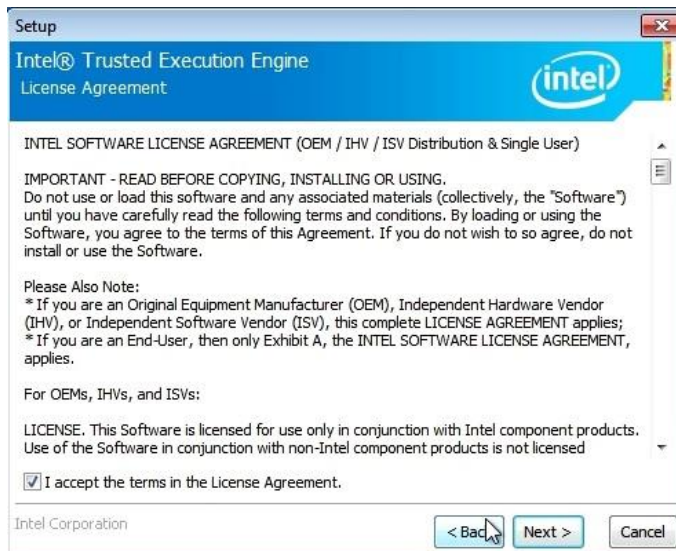 Setup
Intel® Trusted Execution Engine
License Agreement
intel
INTEL SOFTWARE LICENSE AGREEMENT (OEM / IHV / ISV Distribution & Single User)
IMPORTANT - READ BEFORE COPYING, INSTALLING OR USING.
Do not use or load this software and any associated materials (collectively, the "Software")
until you have carefully read the following terms and conditions. By loading or using the
Software, you agree to the terms of this Agreement. If you do not wish to so agree, do not
install or use the Software.
Please Also Note:
* If you are an Original Equipment Manufacturer (OEM), Independent Hardware Vendor
(IHV), or Independent Software Vendor (ISV), this complete LICENSE AGREEMENT applies;
* If you are an End-User, then only Exhibit A, the INTEL SOFTWARE LICENSE AGREEMENT,
applies.
For OEMs, IHVs, and ISVs:
LICENSE. This Software is licensed for use only in conjunction with Intel component products.
Use of the Software in conjunction with non-Intel component products is not licensed
I accept the terms in the License Agreement.
Intel Corporation
< Back Next > Cancel